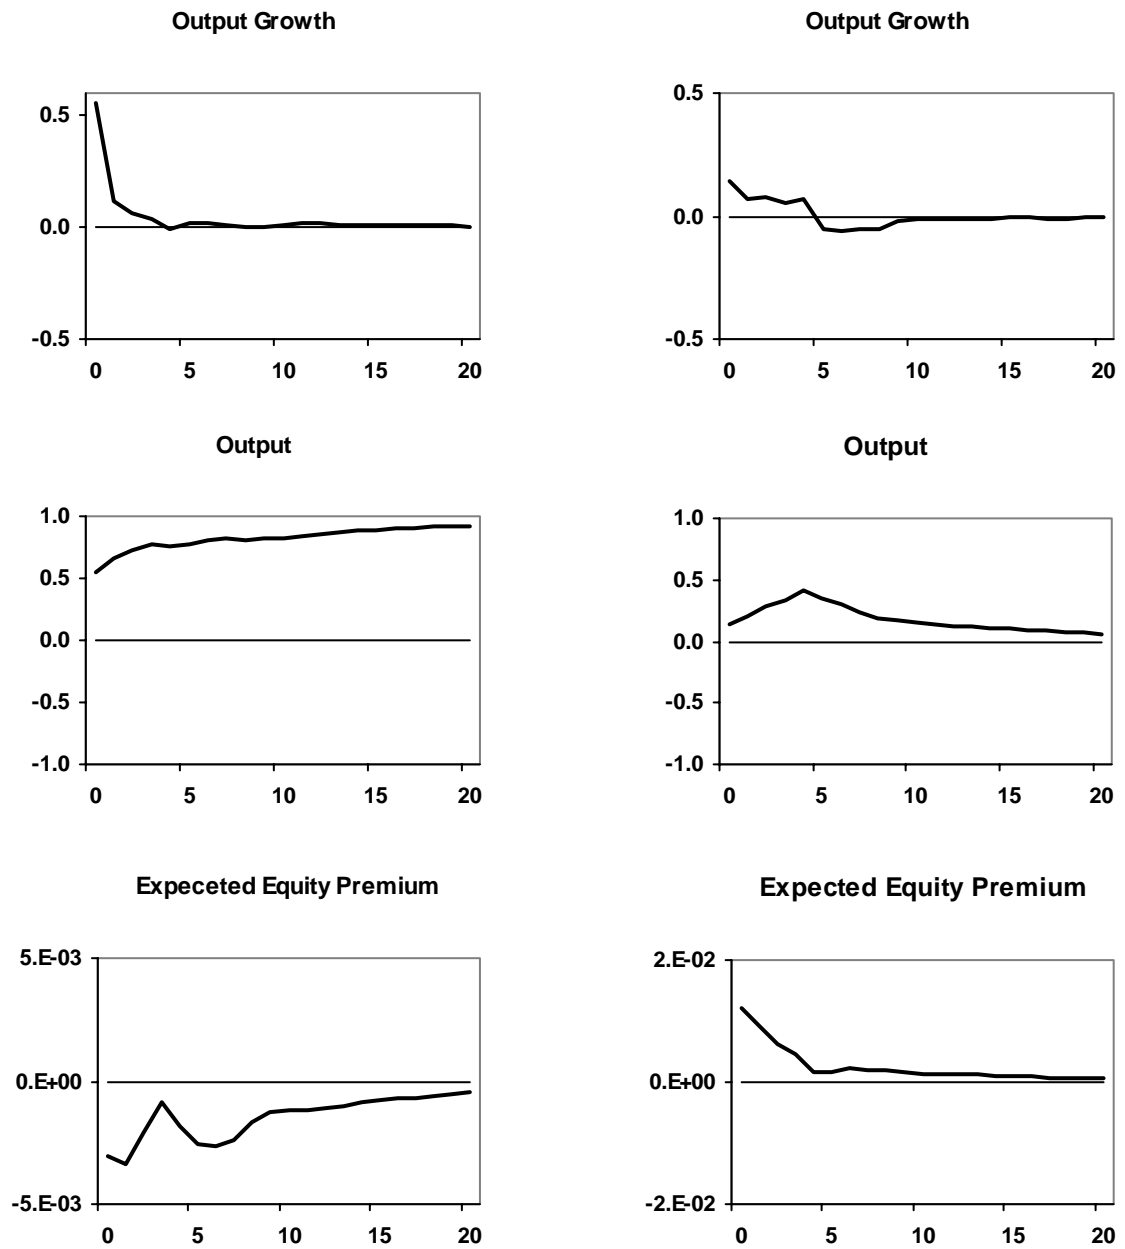 Output Growth
0.5
0.0
-0.5
0 5 10 15 20
Output Growth
0.5
0.0
-0.5
0 5 10 15 20
Output
1.0
0.5
0.0
-0.5
-1.0
0 5 10 15 20
Output
1.0
0.5
0.0
-0.5
-1.0
0 5 10 15 20
Expeceted Equity Premium
5.E-03
0.E+00
-5.E-03
0 5 10 15 20
Expected Equity Premium
2.E-02
0.E+00
-2.E-02
0 5 10 15 20